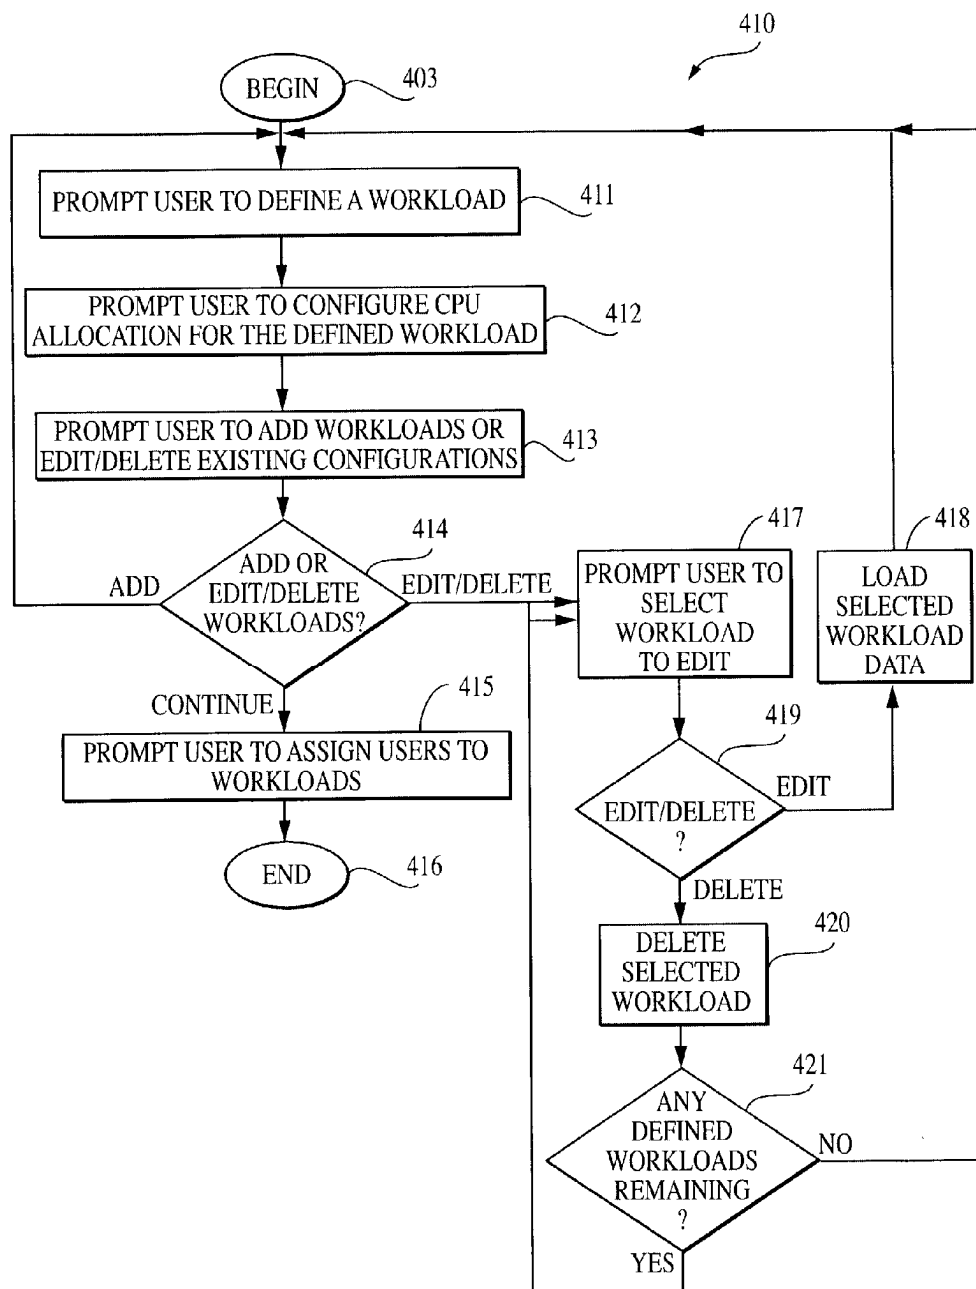 410
BEGIN
403
PROMPT USER TO DEFINE A WORKLOAD
411
PROMPT USER TO CONFIGURE CPU
ALLOCATION FOR THE DEFINED WORKLOAD
412
PROMPT USER TO ADD WORKLOADS OR
EDIT/DELETE EXISTING CONFIGURATIONS
413
ADD OR
EDIT/DELETE
WORKLOADS?
414
ADD
EDIT/DELETE
CONTINUE
415
PROMPT USER TO ASSIGN USERS TO
WORKLOADS
END
416
417
PROMPT USER TO
SELECT
WORKLOAD
TO EDIT
418
LOAD
SELECTED
WORKLOAD
DATA
419
EDIT/DELETE
?
EDIT
DELETE
420
DELETE
SELECTED
WORKLOAD
421
ANY
DEFINED
WORKLOADS
REMAINING
?
NO
YES